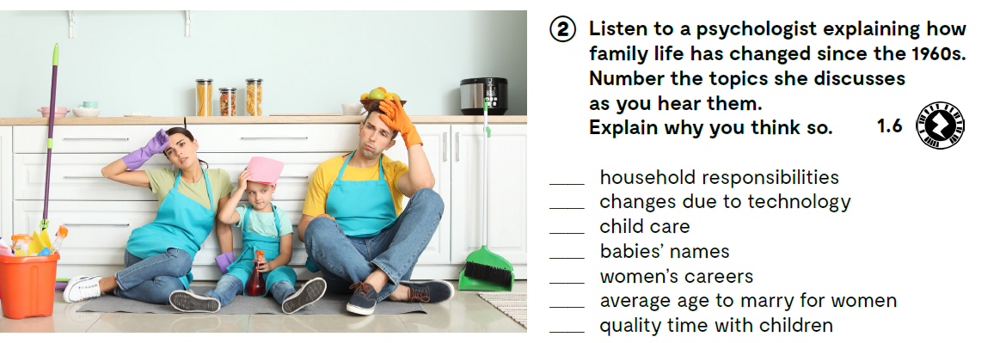 2 Listen to a psychologist explaining how
family life has changed since the 1960s.
Number the topics she discusses
as you hear them.
Explain why you think so. 1.6
____ household responsibilities
____ changes due to technology
____ child care
____ babies’ names
____ women’s careers
____ average age to marry for women
____ quality time with children